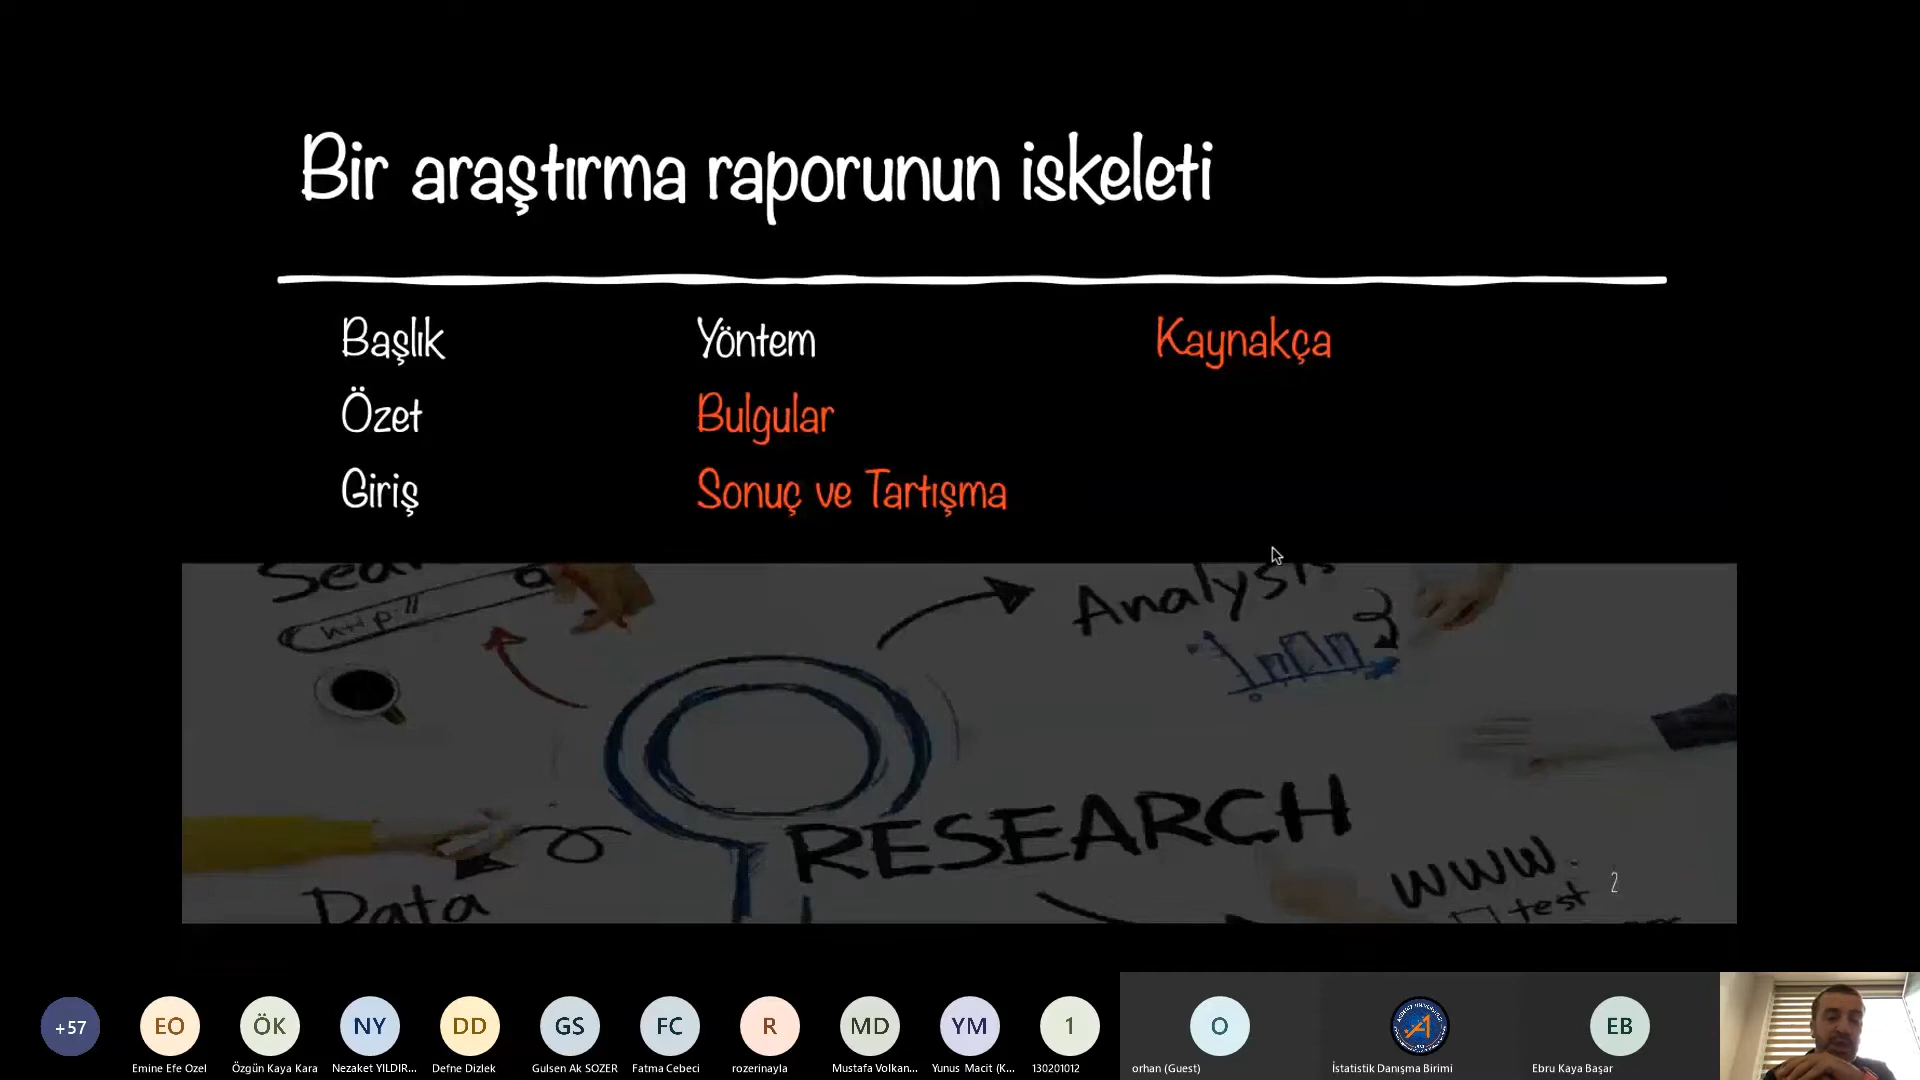 Bir araştırma raporunun iskeleti
Başlık
Özet
Giriş
Yöntem
Bulgular
Sonuç ve Tartışma
Kaynakça
http://
Analysis
RESEARCH
Data
www.
test
2
+57
EO
ÖK
NY
DD
GS
FC
R
MD
YM
1
O
EB
Emine Efe Ozel
Özgün Kaya Kara
Nezaket YILDIR...
Defne Dizlek
Gulsen Ak SOZER
Fatma Cebeci
rozerinayla
Mustafa Volkan...
Yunus Macit (K...
130201012
orhan (Guest)
İstatistik Danışma Birimi
Ebru Kaya Başar